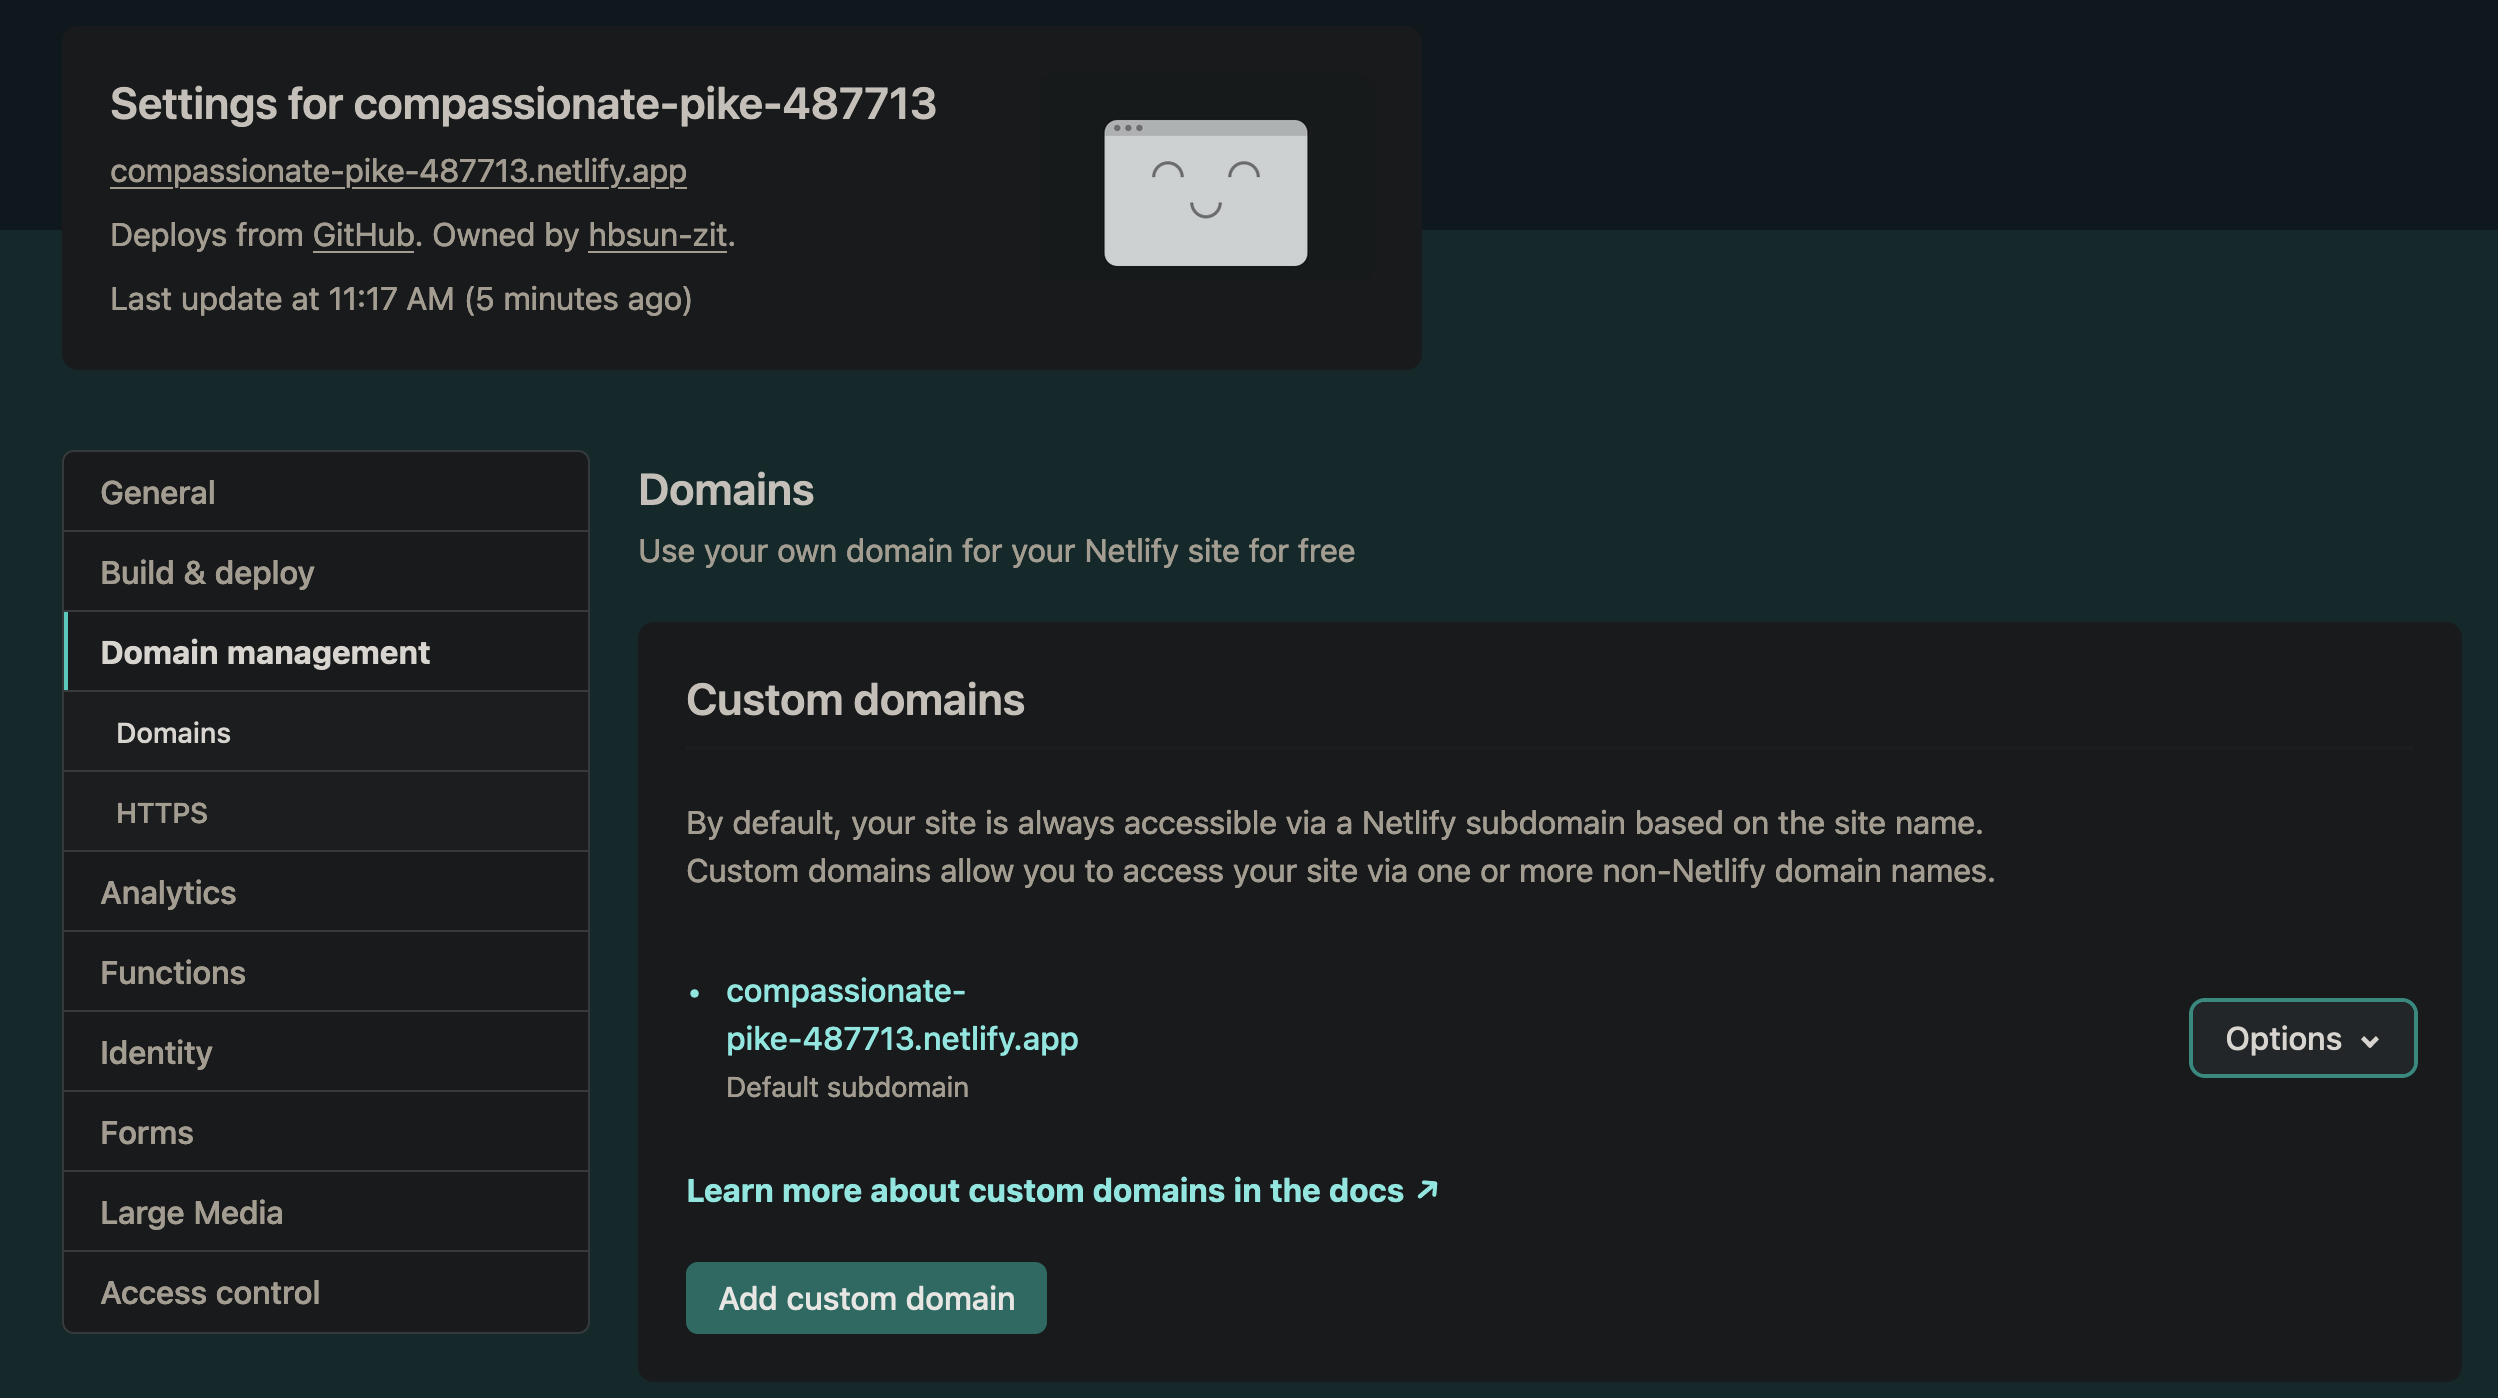 Settings for compassionate-pike-487713
compassionate-pike-487713.netlify.app
Deploys from GitHub. Owned by hbsun-zit.
Last update at 11:17 AM (5 minutes ago)
General
Build & deploy
Domain management
Domains
HTTPS
Analytics
Functions
Identity
Forms
Large Media
Access control
Domains
Use your own domain for your Netlify site for free
Custom domains
By default, your site is always accessible via a Netlify subdomain based on the site name.
Custom domains allow you to access your site via one or more non-Netlify domain names.
• compassionate-
pike-487713.netlify.app
Default subdomain
Options
Learn more about custom domains in the docs ↗
Add custom domain